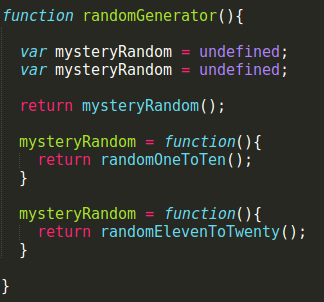 function randomGenerator(){
var mysteryRandom = undefined;
var mysteryRandom = undefined;
return mysteryRandom();
mysteryRandom = function(){
return randomOneToTen();
}
mysteryRandom = function(){
return randomElevenToTwenty();
}
}